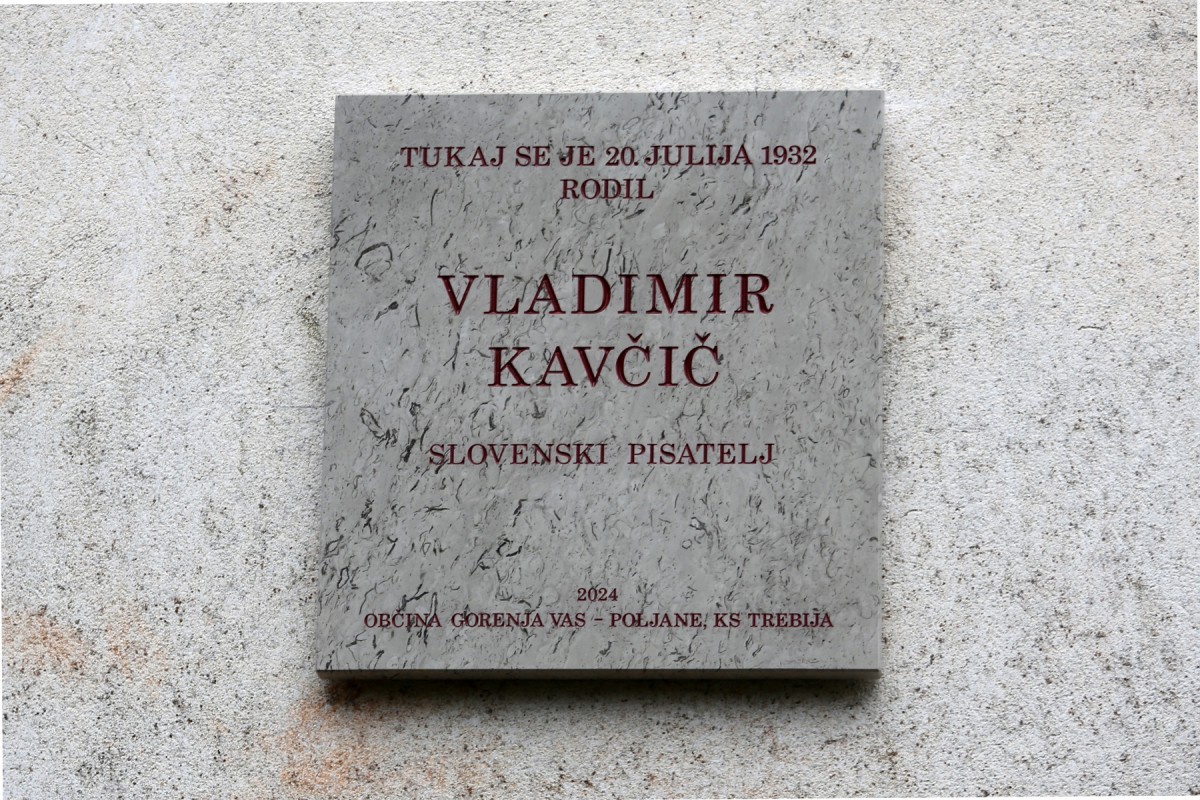 TUKAJ SE JE 20. JULIJA 1932
RODIL
VLADIMIR
KAVČIČ
SLOVENSKI PISATELJ
2024
OBČINA GORENJA VAS – POLJANE, KS TREBIJA